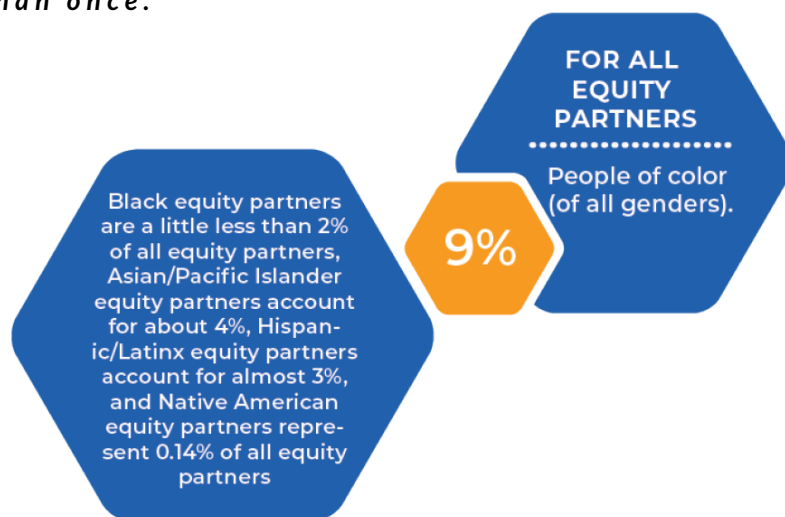 han once.
FOR ALL
EQUITY
PARTNERS
People of color
(of all genders).
9%
Black equity partners
are a little less than 2%
of all equity partners,
Asian/Pacific Islander
equity partners account
for about 4%, Hispan-
ic/Latinx equity partners
account for almost 3%,
and Native American
equity partners repre-
sent 0.14% of all equity
partners